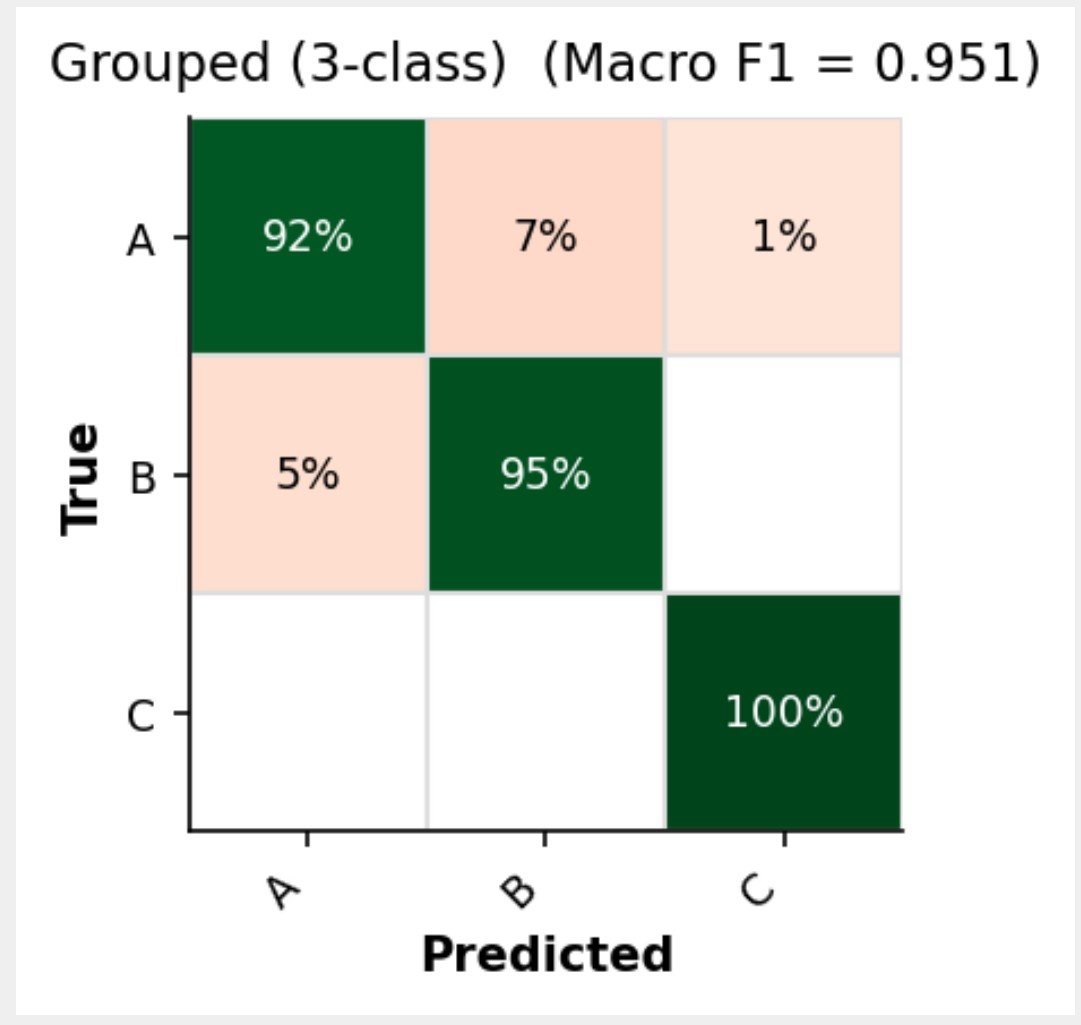 Grouped (3-class) (Macro F1 = 0.951)
A 92% 7% 1%
True
B 5% 95%
C 100%
A B C
Predicted